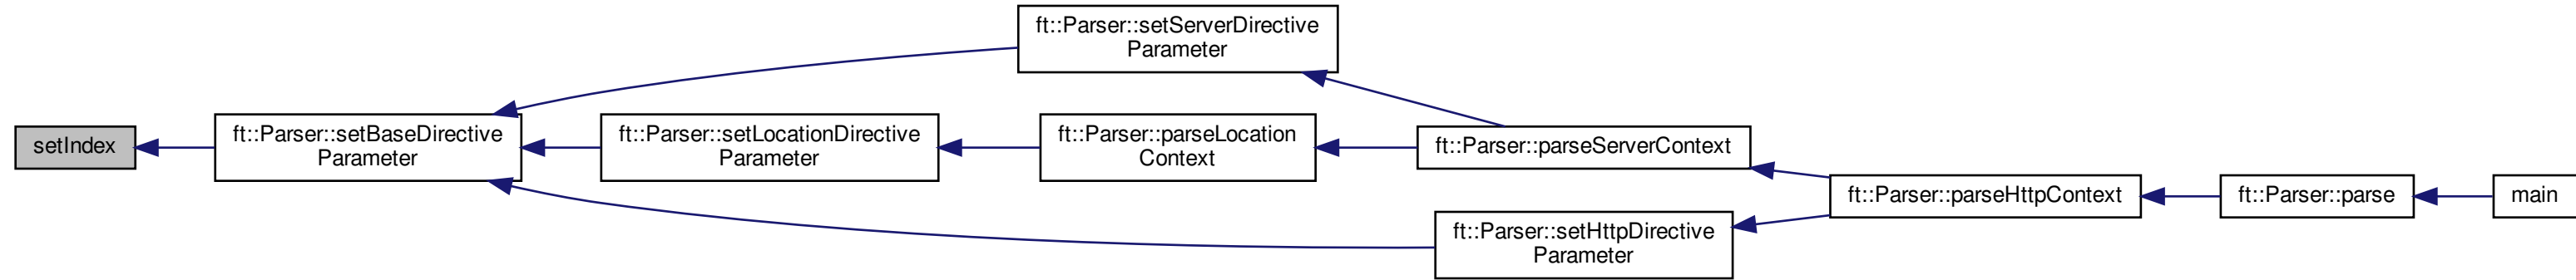 setIndex
ft::Parser::setBaseDirective
Parameter
ft::Parser::setServerDirective
Parameter
ft::Parser::setLocationDirective
Parameter
ft::Parser::parseLocation
Context
ft::Parser::parseServerContext
ft::Parser::setHttpDirective
Parameter
ft::Parser::parseHttpContext
ft::Parser::parse
main